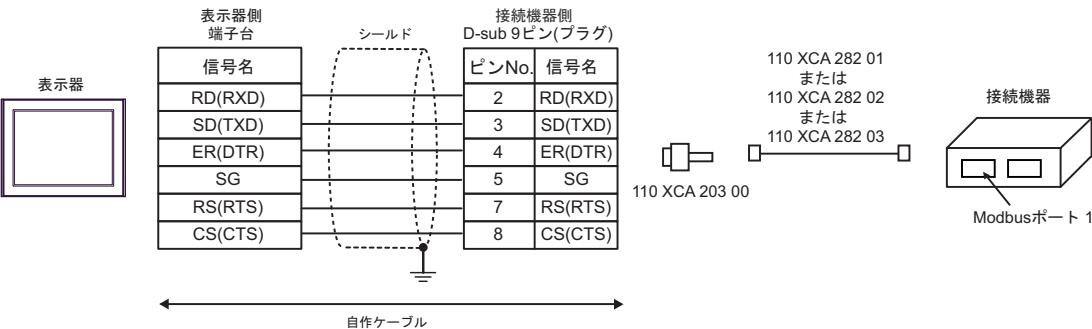 表示器
表示器側
端子台
シールド
接続機器側
D-sub 9ピン(プラグ)
信号名
ピンNo. 信号名
RD(RXD) 2 RD(RXD)
SD(TXD) 3 SD(TXD)
ER(DTR) 4 ER(DTR)
SG 5 SG
RS(RTS) 7 RS(RTS)
CS(CTS) 8 CS(CTS)
自作ケーブル
110 XCA 203 00
110 XCA 282 01
または
110 XCA 282 02
または
110 XCA 282 03
接続機器
Modbusポート 1